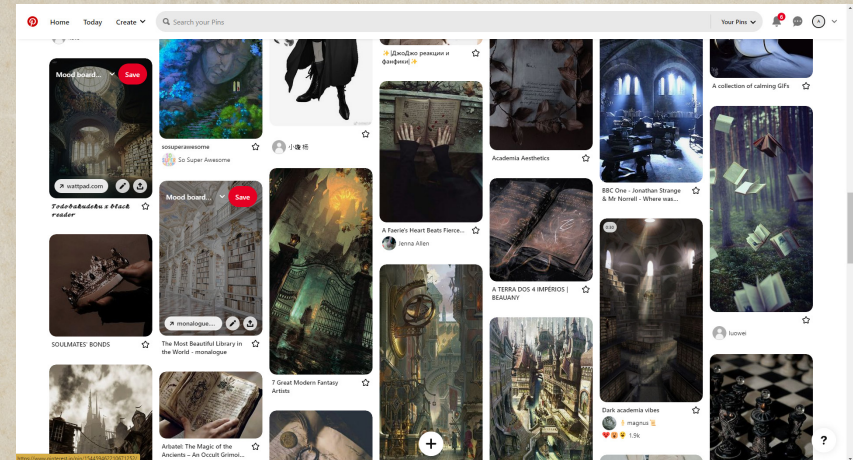 Home
Today
Create
Search your Pins
Your Pins
6
Mood board...
Save
wattpad.com
Todobakudeku x black
reader
SOULMATES' BONDS
sosuperawesome
So Super Awesome
Mood board...
Save
monalogue...
The Most Beautiful Library in
the World - monalogue
Arbatel: The Magic of the
Ancients – An Occult Grimoi...
7 Great Modern Fantasy
Artists
✨|ДжоДжо реакции и
фанфики|✨
A Faerie's Heart Beats Fierce...
Jenna Allen
Academia Aesthetics
A TERRA DOS 4 IMPÉRIOS |
BEAUANY
BBC One - Jonathan Strange
& Mr Norrell - Where was...
Dark academia vibes
magnus
1.9k
A collection of calming GIFs
luowei
?